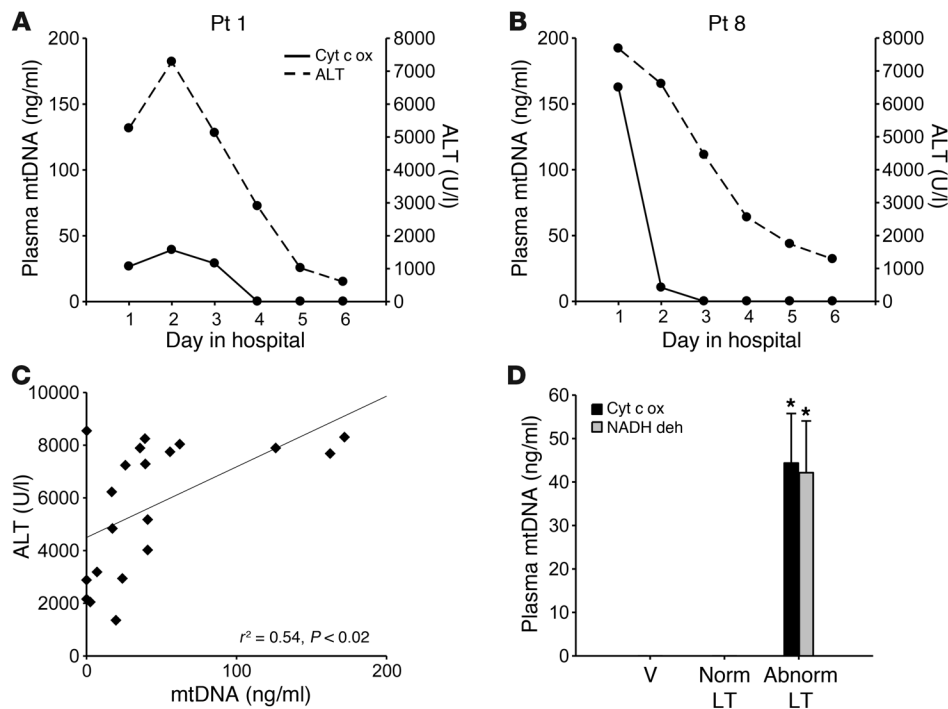 A
Pt 1
200
150
100
50
0
Plasma mtDNA (ng/ml)
8000
7000
6000
5000
4000
3000
2000
1000
0
ALT (U/l)
Cyt c ox
ALT
1 2 3 4 5 6
Day in hospital
B
Pt 8
200
150
100
50
0
Plasma mtDNA (ng/ml)
8000
7000
6000
5000
4000
3000
2000
1000
0
ALT (U/l)
1 2 3 4 5 6
Day in hospital
C
10000
8000
6000
4000
2000
0
ALT (U/l)
r² = 0.54, P < 0.02
0 100 200
mtDNA (ng/ml)
D
60
50
40
30
20
10
0
Plasma mtDNA (ng/ml)
Cyt c ox
NADH deh
* *
V Norm Abnorm
LT LT